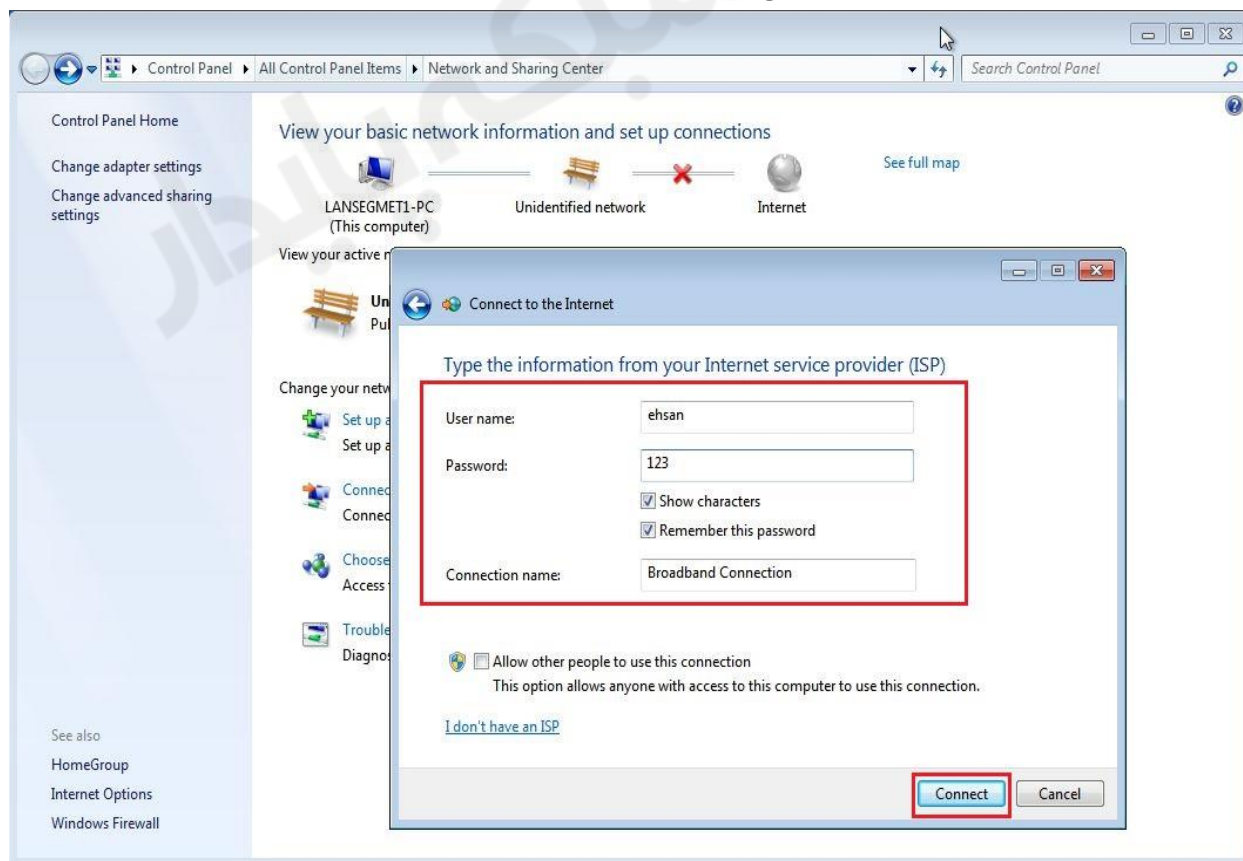 Control Panel ▸ All Control Panel Items ▸ Network and Sharing Center
Search Control Panel
Control Panel Home
Change adapter settings
Change advanced sharing
settings
See also
HomeGroup
Internet Options
Windows Firewall
View your basic network information and set up connections
See full map
LANSEGMET1-PC
(This computer)
Unidentified network
Internet
View your active n
Un
Pul
Change your netw
Set up a
Set up a
Connec
Connec
Choose
Access
Trouble
Diagnos
Connect to the Internet
Type the information from your Internet service provider (ISP)
User name: ehsan
Password: 123
Show characters
Remember this password
Connection name: Broadband Connection
Allow other people to use this connection
This option allows anyone with access to this computer to use this connection.
I don't have an ISP
Connect Cancel